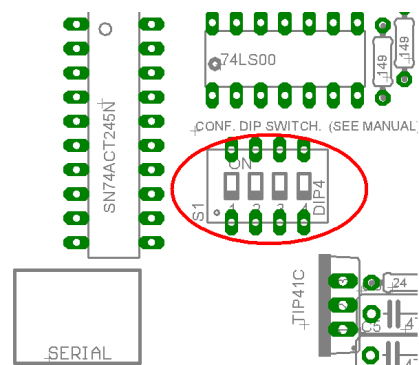 SN74ACT245N
74LS00
149
149
CONF. DIP SWITCH. (SEE MANUAL)
ON
1 2 3 4
S1
DIP4
TIP41C
24
C5
47
SERIAL